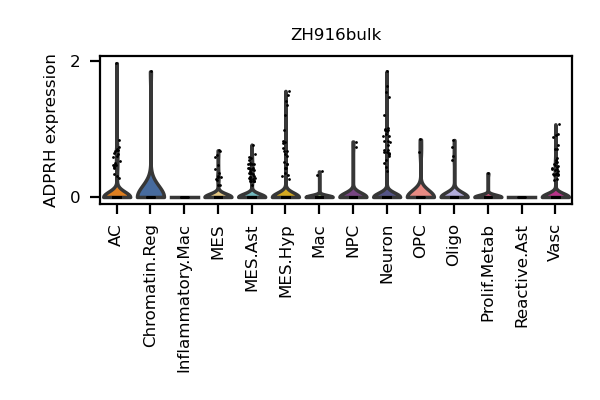 ZH916bulk
ADPRH expression
2
0
AC
Chromatin.Reg
Inflammatory.Mac
MES
MES.Ast
MES.Hyp
Mac
NPC
Neuron
OPC
Oligo
Prolif.Metab
Reactive.Ast
Vasc